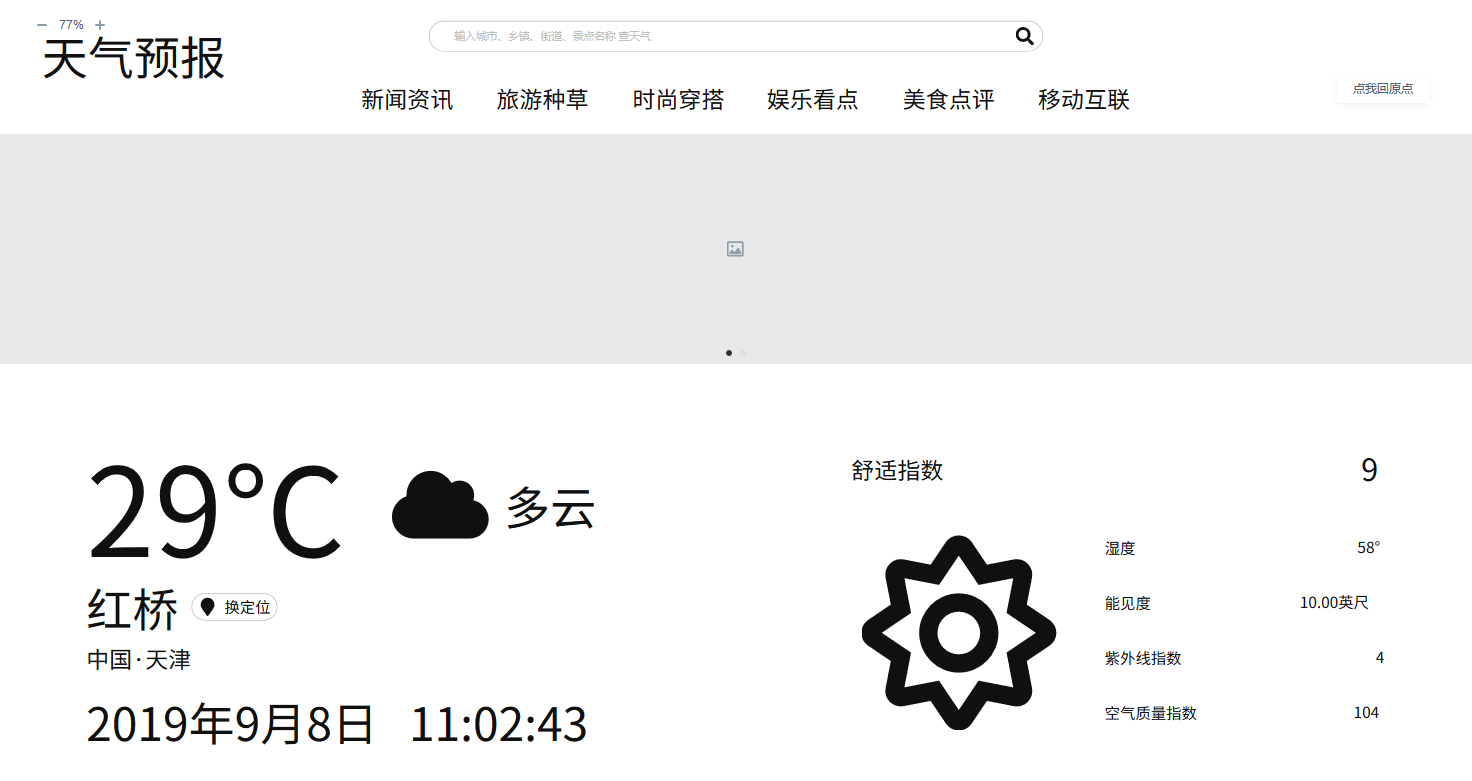 77%
天气预报
输入城市、乡镇、街道、景点名称 查天气
新闻资讯 旅游种草 时尚穿搭 娱乐看点 美食点评 移动互联
点我回原点
29°C 多云
红桥 换定位
中国·天津
2019年9月8日 11:02:43
舒适指数 9
湿度 58°
能见度 10.00英尺
紫外线指数 4
空气质量指数 104